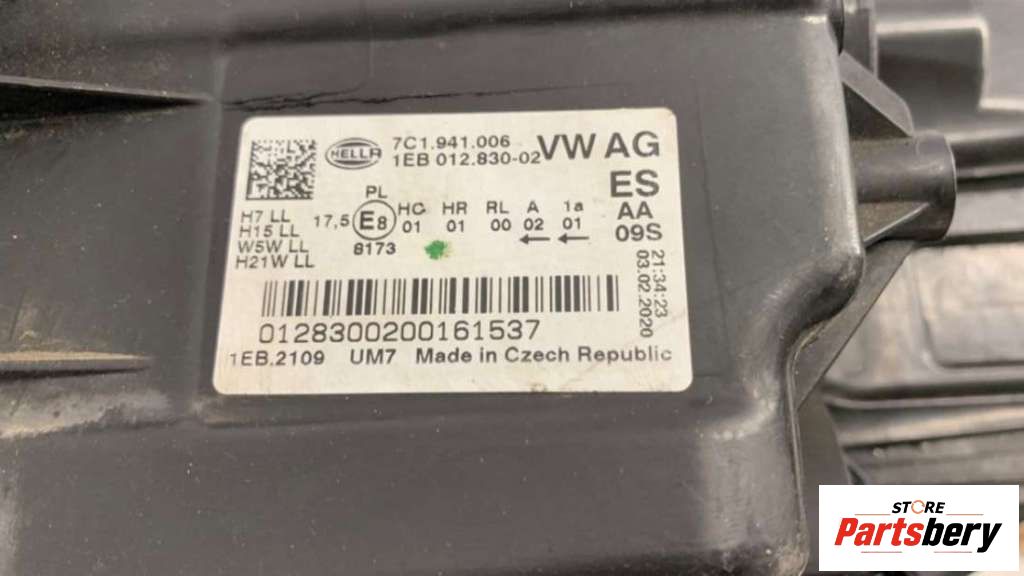 HELLA
7C1.941.006
1EB 012.830-02
VW AG
ES
AA
09S
H7 LL
H15 LL
W5W LL
H21W LL
17,5
PL
E8
8173
HC HR RL A 1a
01 01 00 02 01
21:34:23
03.02.2020
0128300200161537
1EB.2109 UM7 Made in Czech Republic
STORE
Partsbery